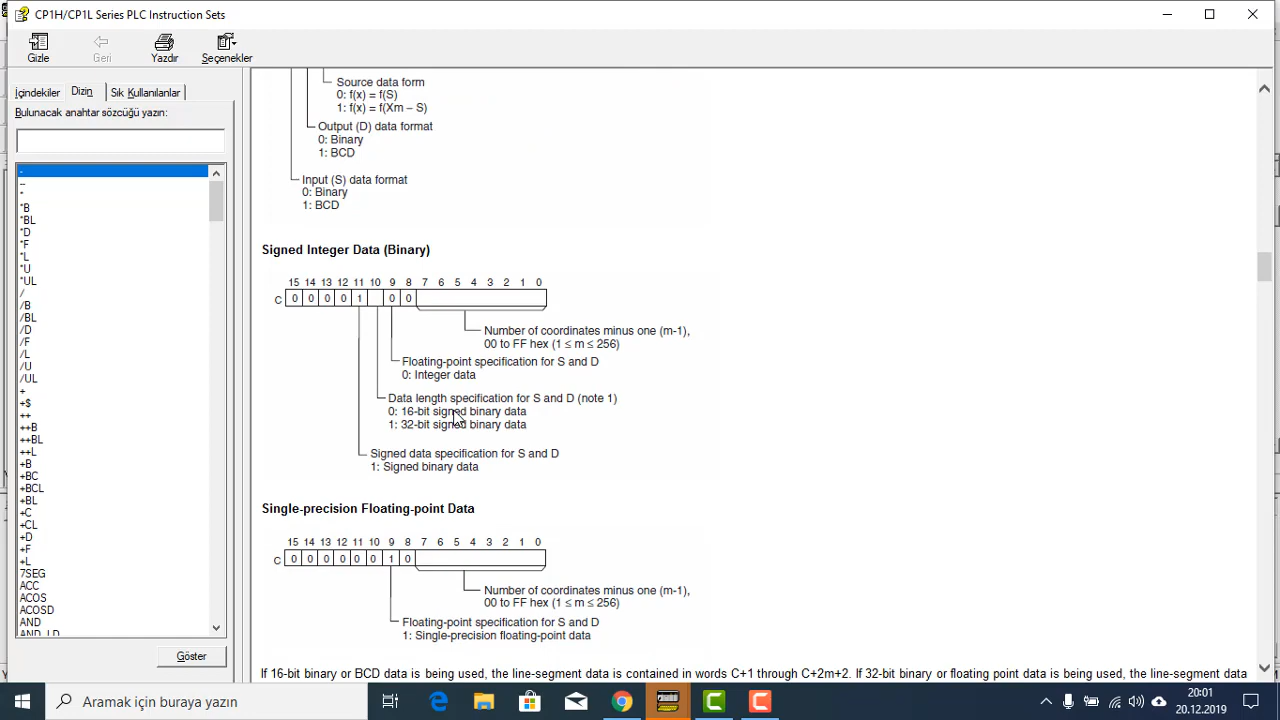 CP1H/CP1L Series PLC Instruction Sets
Gizle
Geri
Yazdır
Seçenekler
İçindekiler
Dizin
Sık Kullanılanlar
Bulunacak anahtar sözcüğü yazın:
-
--
*
*B
*BL
*D
*F
*L
*U
*UL
/
/B
/BL
/D
/F
/L
/U
/UL
+
+$
++
++B
++BL
++L
+B
+BC
+BCL
+BL
+C
+CL
+D
+F
+L
7SEG
ACC
ACOS
ACOSD
AND
AND LD
Göster
Source data form
0: f(x) = f(S)
1: f(x) = f(Xm – S)
Output (D) data format
0: Binary
1: BCD
Input (S) data format
0: Binary
1: BCD
Signed Integer Data (Binary)
15 14 13 12 11 10 9 8 7 6 5 4 3 2 1 0
C 0 0 0 0 1 0 0
Number of coordinates minus one (m-1),
00 to FF hex (1 ≤ m ≤ 256)
Floating-point specification for S and D
0: Integer data
Data length specification for S and D (note 1)
0: 16-bit signed binary data
1: 32-bit signed binary data
Signed data specification for S and D
1: Signed binary data
Single-precision Floating-point Data
15 14 13 12 11 10 9 8 7 6 5 4 3 2 1 0
C 0 0 0 0 0 0 1 0
Number of coordinates minus one (m-1),
00 to FF hex (1 ≤ m ≤ 256)
Floating-point specification for S and D
1: Single-precision floating-point data
If 16-bit binary or BCD data is being used, the line-segment data is contained in words C+1 through C+2m+2. If 32-bit binary or floating point data is being used, the line-segment data
Aramak için buraya yazın
20:01
20.12.2019